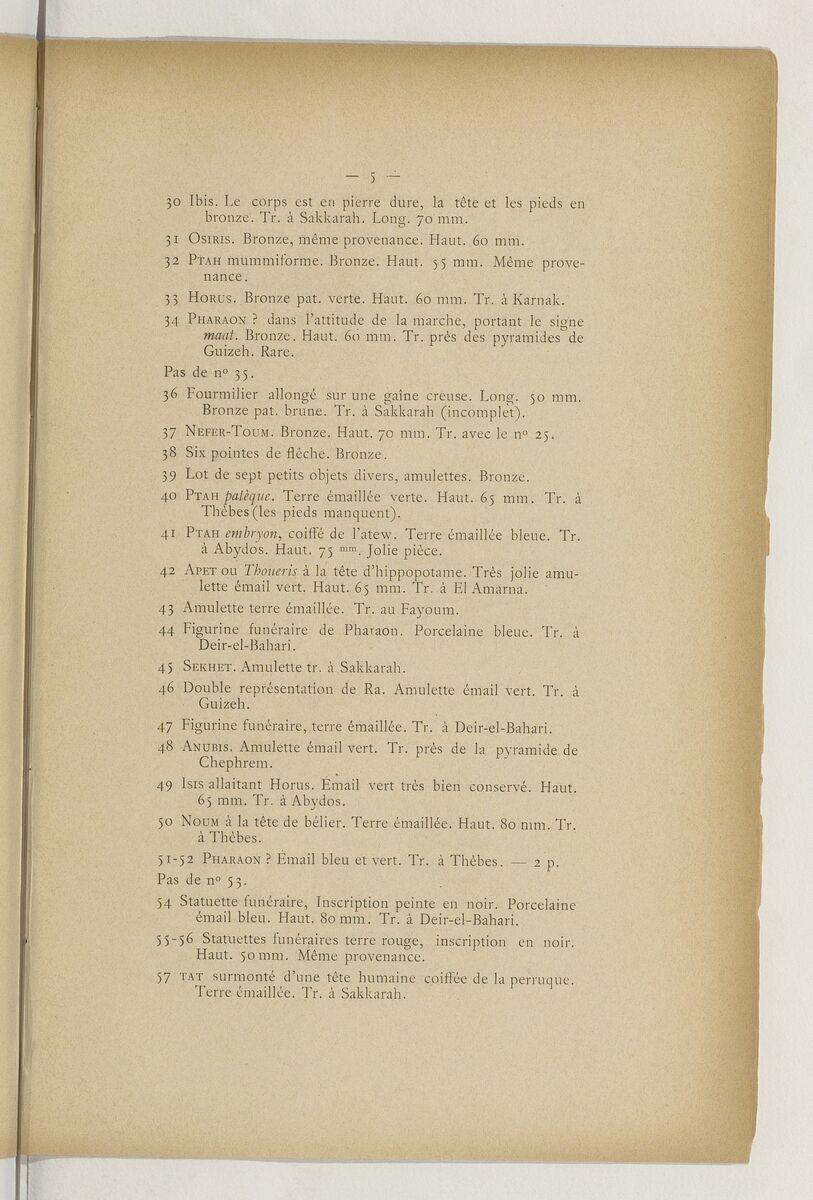 — 5 —
30 Ibis. Le corps est en pierre dure, la tête et les pieds en
bronze. Tr. à Sakkarah. Long. 70 mm.
31 OSIRIS. Bronze, même provenance. Haut. 60 mm.
32 PTAH mummiforme. Bronze. Haut. 55 mm. Même prove-
nance.
33 HORUS. Bronze pat. verte. Haut. 60 mm. Tr. à Karnak.
34 PHARAON ? dans l'attitude de la marche, portant le signe
maat. Bronze. Haut. 60 mm. Tr. près des pyramides de
Guizeh. Rare.
Pas de nº 35.
36 Fourmilier allongé sur une gaîne creuse. Long. 50 mm.
Bronze pat. brune. Tr. à Sakkarah (incomplet).
37 NEFER-TOUM. Bronze. Haut. 70 mm. Tr. avec le nº 25.
38 Six pointes de flèche. Bronze.
39 Lot de sept petits objets divers, amulettes. Bronze.
40 PTAH patèque. Terre émaillée verte. Haut. 65 mm. Tr. à
Thèbes (les pieds manquent).
41 PTAH embryon, coiffé de l'atew. Terre émaillée bleue. Tr.
à Abydos. Haut. 75 mm. Jolie pièce.
42 APET ou Thoueris à la tête d'hippopotame. Très jolie amu-
lette émail vert. Haut. 65 mm. Tr. à El Amarna.
43 Amulette terre émaillée. Tr. au Fayoum.
44 Figurine funéraire de Pharaon. Porcelaine bleue. Tr. à
Deir-el-Bahari.
45 SEKHET. Amulette tr. à Sakkarah.
46 Double représentation de Ra. Amulette émail vert. Tr. à
Guizeh.
47 Figurine funéraire, terre émaillée. Tr. à Deir-el-Bahari.
48 ANUBIS. Amulette émail vert. Tr. près de la pyramide de
Chephrem.
49 ISIS allaitant Horus. Email vert très bien conservé. Haut.
65 mm. Tr. à Abydos.
50 NOUM à la tête de bélier. Terre émaillée. Haut. 80 mm. Tr.
à Thèbes.
51-52 PHARAON ? Émail bleu et vert. Tr. à Thèbes. — 2 p.
Pas de nº 53.
54 Statuette funéraire, Inscription peinte en noir. Porcelaine
émail bleu. Haut. 80 mm. Tr. à Deir-el-Bahari.
55-56 Statuettes funéraires terre rouge, inscription en noir.
Haut. 50 mm. Même provenance.
57 TAT surmonté d'une tête humaine coiffée de la perruque.
Terre émaillée. Tr. à Sakkarah.